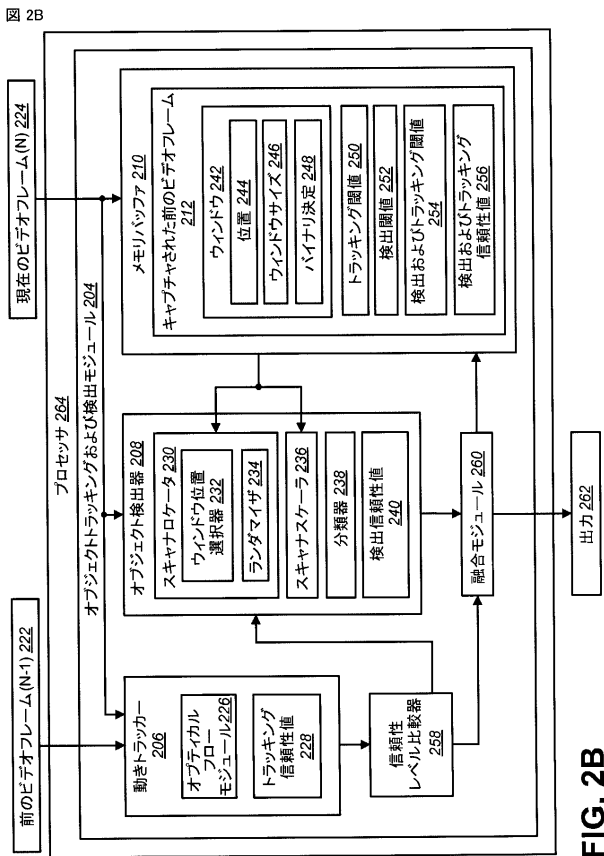 図 2B
前のビデオフレーム(N-1) 222
現在のビデオフレーム(N) 224
プロセッサ 264
オブジェクトトラッキングおよび検出モジュール 204
動きトラッカー
206
オプティカル
フロー
モジュール 226
トラッキング
信頼性値
228
信頼性
レベル比較器
258
オブジェクト検出器 208
スキャナロケータ 230
ウィンドウ位置
選択器 232
ランダマイザ 234
スキャナスケーラ 236
分類器 238
検出信頼性値
240
融合モジュール 260
出力 262
メモリバッファ 210
キャプチャされた前のビデオフレーム
212
ウィンドウ 242
位置 244
ウィンドウサイズ 246
バイナリ決定 248
トラッキング閾値 250
検出閾値 252
検出およびトラッキング閾値
254
検出およびトラッキング
信頼性値 256
FIG. 2B